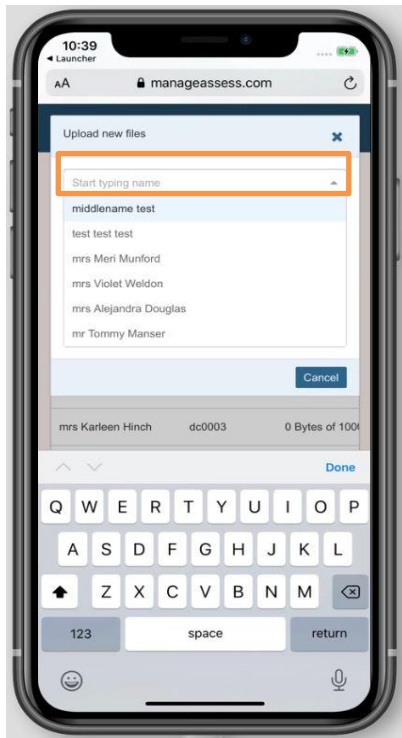 10:39
Launcher
AA manageassess.com
Upload new files
Start typing name
middlename test
test test test
mrs Meri Munford
mrs Violet Weldon
mrs Alejandra Douglas
mr Tommy Manser
Cancel
mrs Karleen Hinch dc0003 0 Bytes of 100
Done
Q W E R T Y U I O P
A S D F G H J K L
Z X C V B N M
123 space return